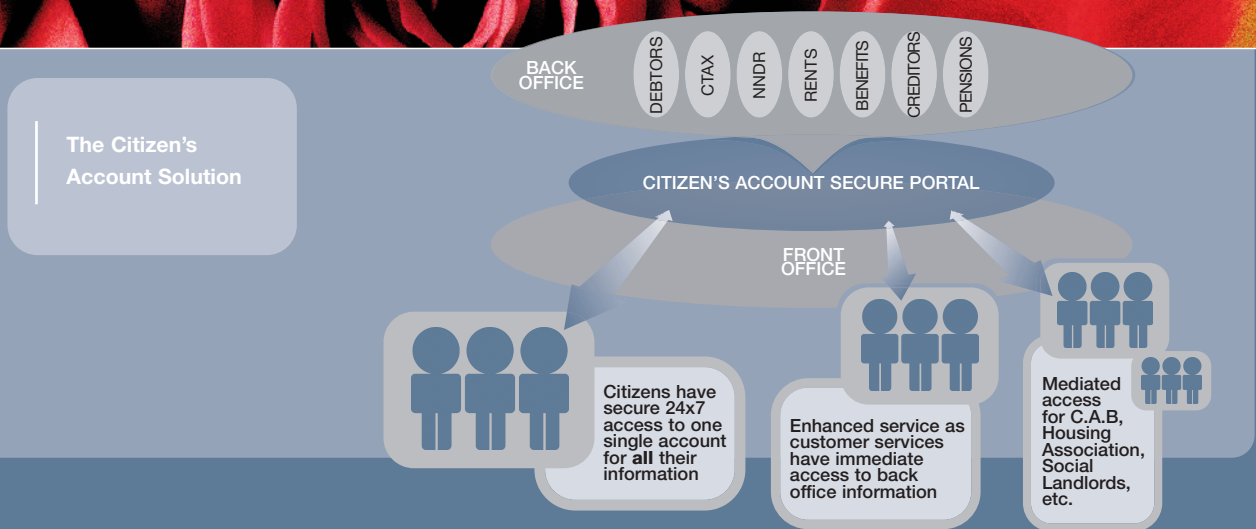 The Citizen's
Account Solution
BACK
OFFICE
DEBTORS
CTAX
NNDR
RENTS
BENEFITS
CREDITORS
PENSIONS
CITIZEN'S ACCOUNT SECURE PORTAL
FRONT
OFFICE
Citizens have
secure 24x7
access to one
single account
for all their
information
Enhanced service as
customer services
have immediate
access to back
office information
Mediated
access
for C.A.B,
Housing
Association,
Social
Landlords,
etc.